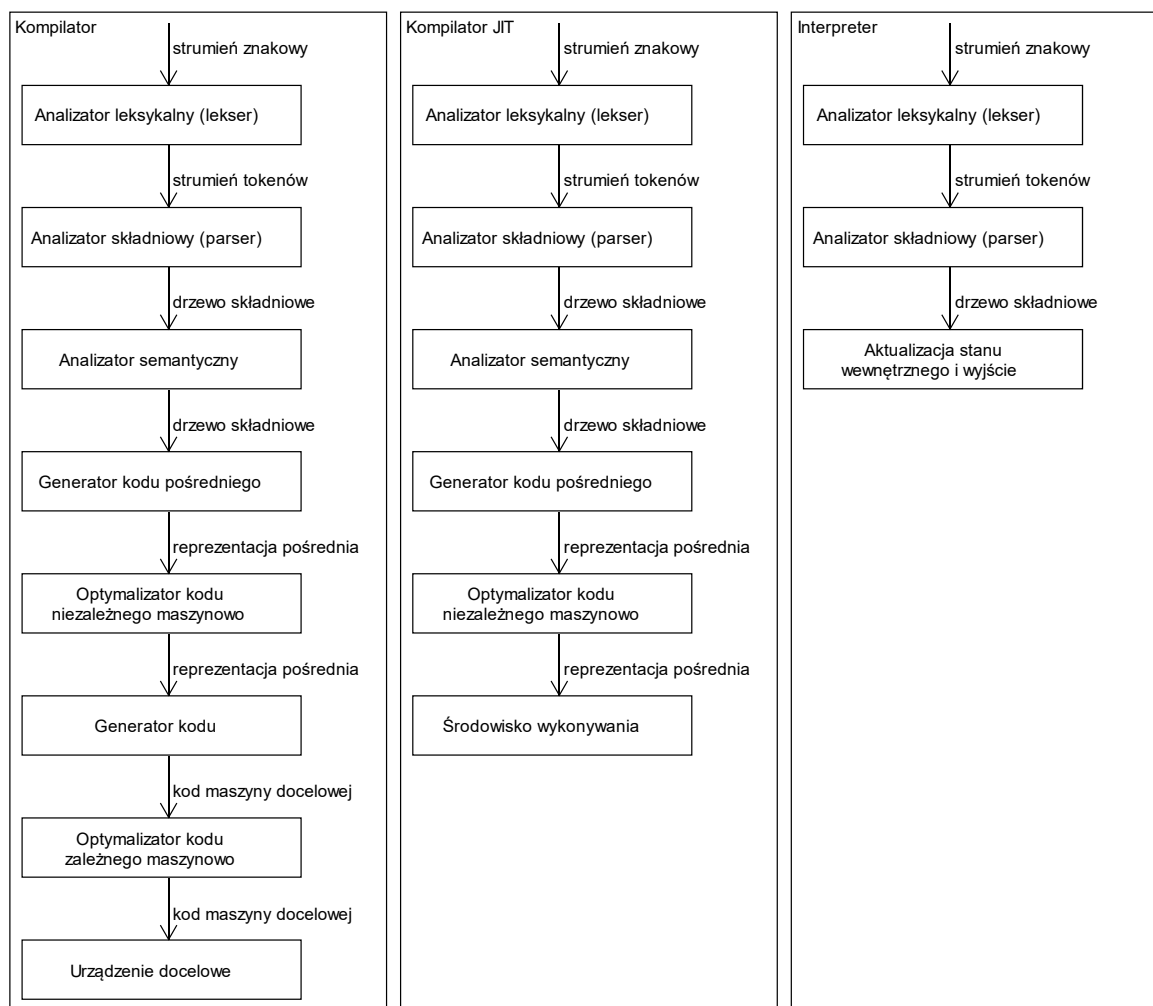 Kompilator
strumień znakowy
Analizator leksykalny (lekser)
strumień tokenów
Analizator składniowy (parser)
drzewo składniowe
Analizator semantyczny
drzewo składniowe
Generator kodu pośredniego
reprezentacja pośrednia
Optymalizator kodu
niezależnego maszynowo
reprezentacja pośrednia
Generator kodu
kod maszyny docelowej
Optymalizator kodu
zależnego maszynowo
kod maszyny docelowej
Urządzenie docelowe
Kompilator JIT
strumień znakowy
Analizator leksykalny (lekser)
strumień tokenów
Analizator składniowy (parser)
drzewo składniowe
Analizator semantyczny
drzewo składniowe
Generator kodu pośredniego
reprezentacja pośrednia
Optymalizator kodu
niezależnego maszynowo
reprezentacja pośrednia
Środowisko wykonywania
Interpreter
strumień znakowy
Analizator leksykalny (lekser)
strumień tokenów
Analizator składniowy (parser)
drzewo składniowe
Aktualizacja stanu
wewnętrznego i wyjście